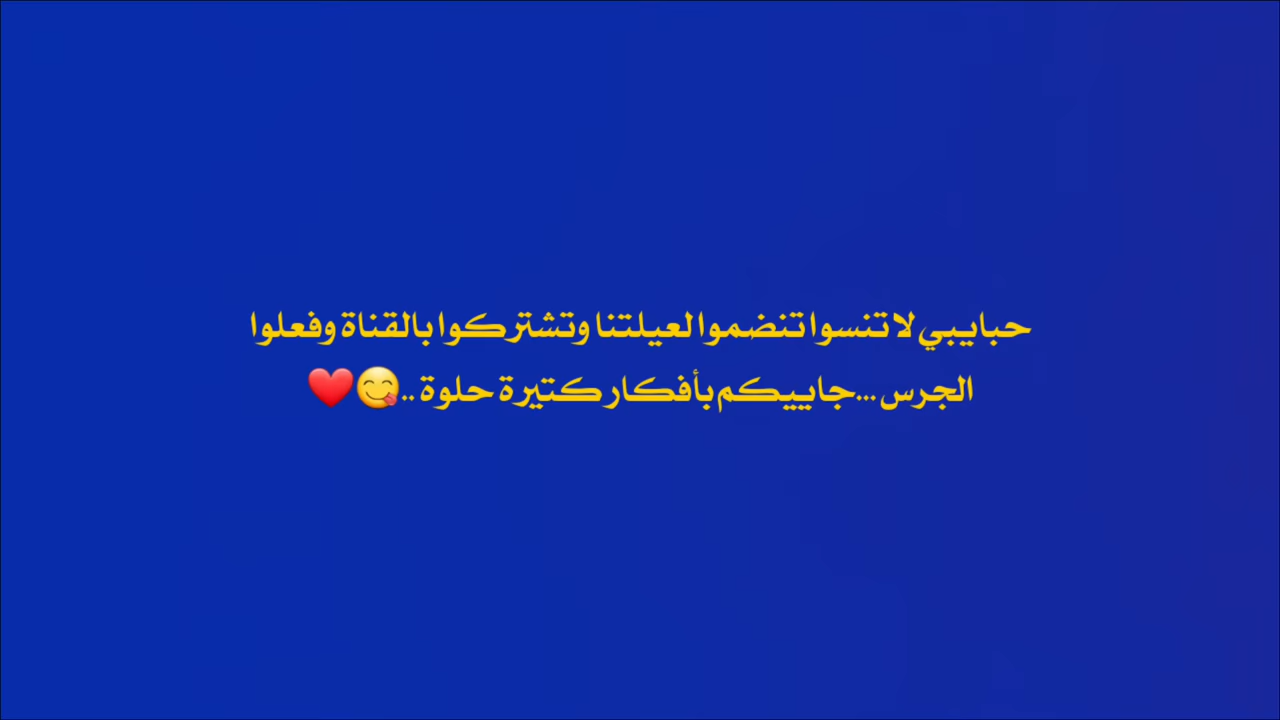 حبايبي لا تنسوا تنضموا لعيلتنا وتشتركوا بالقناة وفعلوا
الجرس ...جاييكم بأفكار كتيرة حلوة ..😋❤️